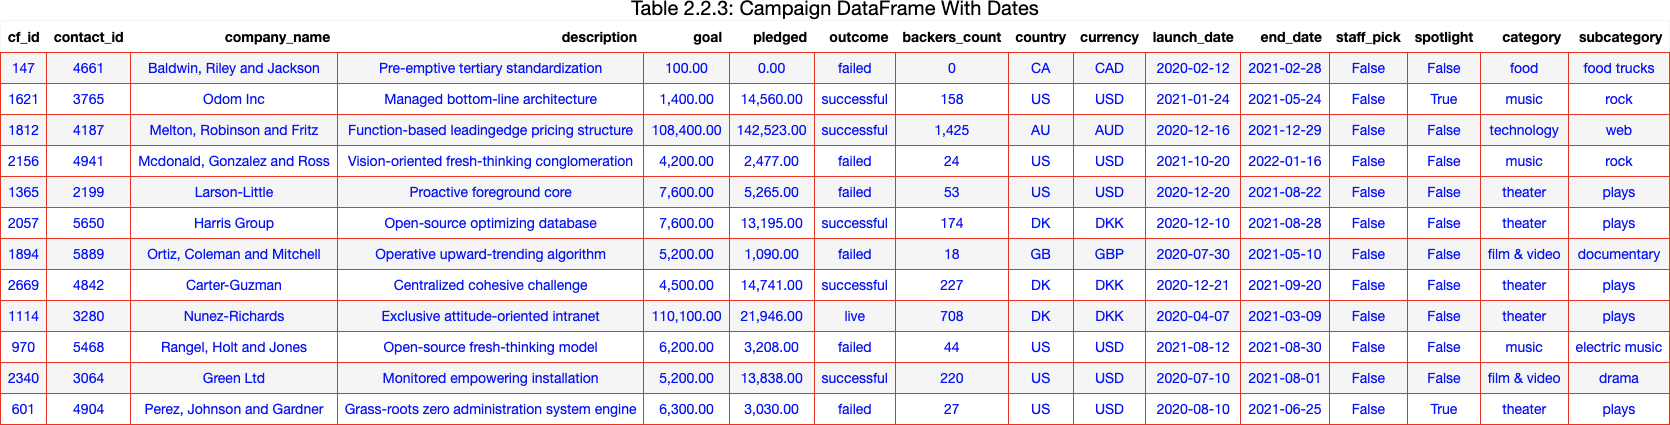 Table 2.2.3: Campaign DataFrame With Dates
cf_id contact_id company_name description goal pledged outcome backers_count country currency launch_date end_date staff_pick spotlight category subcategory
147 4661 Baldwin, Riley and Jackson Pre-emptive tertiary standardization 100.00 0.00 failed 0 CA CAD 2020-02-12 2021-02-28 False False food food trucks
1621 3765 Odom Inc Managed bottom-line architecture 1,400.00 14,560.00 successful 158 US USD 2021-01-24 2021-05-24 False True music rock
1812 4187 Melton, Robinson and Fritz Function-based leadingedge pricing structure 108,400.00 142,523.00 successful 1,425 AU AUD 2020-12-16 2021-12-29 False False technology web
2156 4941 Mcdonald, Gonzalez and Ross Vision-oriented fresh-thinking conglomeration 4,200.00 2,477.00 failed 24 US USD 2021-10-20 2022-01-16 False False music rock
1365 2199 Larson-Little Proactive foreground core 7,600.00 5,265.00 failed 53 US USD 2020-12-20 2021-08-22 False False theater plays
2057 5650 Harris Group Open-source optimizing database 7,600.00 13,195.00 successful 174 DK DKK 2020-12-10 2021-08-28 False False theater plays
1894 5889 Ortiz, Coleman and Mitchell Operative upward-trending algorithm 5,200.00 1,090.00 failed 18 GB GBP 2020-07-30 2021-05-10 False False film & video documentary
2669 4842 Carter-Guzman Centralized cohesive challenge 4,500.00 14,741.00 successful 227 DK DKK 2020-12-21 2021-09-20 False False theater plays
1114 3280 Nunez-Richards Exclusive attitude-oriented intranet 110,100.00 21,946.00 live 708 DK DKK 2020-04-07 2021-03-09 False False theater plays
970 5468 Rangel, Holt and Jones Open-source fresh-thinking model 6,200.00 3,208.00 failed 44 US USD 2021-08-12 2021-08-30 False False music electric music
2340 3064 Green Ltd Monitored empowering installation 5,200.00 13,838.00 successful 220 US USD 2020-07-10 2021-08-01 False False film & video drama
601 4904 Perez, Johnson and Gardner Grass-roots zero administration system engine 6,300.00 3,030.00 failed 27 US USD 2020-08-10 2021-06-25 False True theater plays